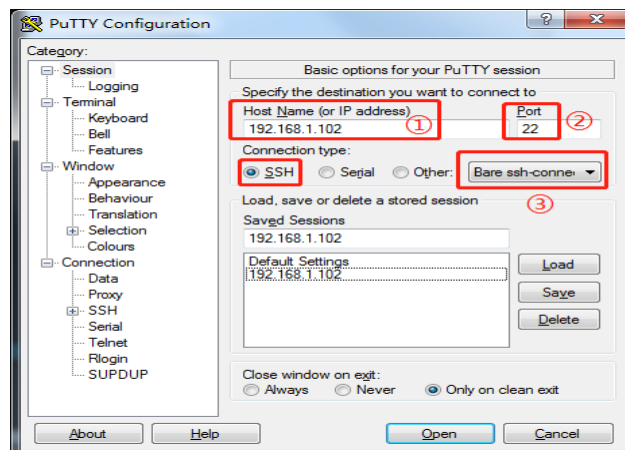 PuTTY Configuration
Category:
Session
Logging
Terminal
Keyboard
Bell
Features
Window
Appearance
Behaviour
Translation
Selection
Colours
Connection
Data
Proxy
SSH
Serial
Telnet
Rlogin
SUPDUP
Basic options for your PuTTY session
Specify the destination you want to connect to
Host Name (or IP address) Port
192.168.1.102 ① 22 ②
Connection type:
SSH Serial Other: Bare ssh-connec
③
Load, save or delete a stored session
Saved Sessions
192.168.1.102
Default Settings
192.168.1.102
Load
Save
Delete
Close window on exit:
Always Never Only on clean exit
About Help Open Cancel